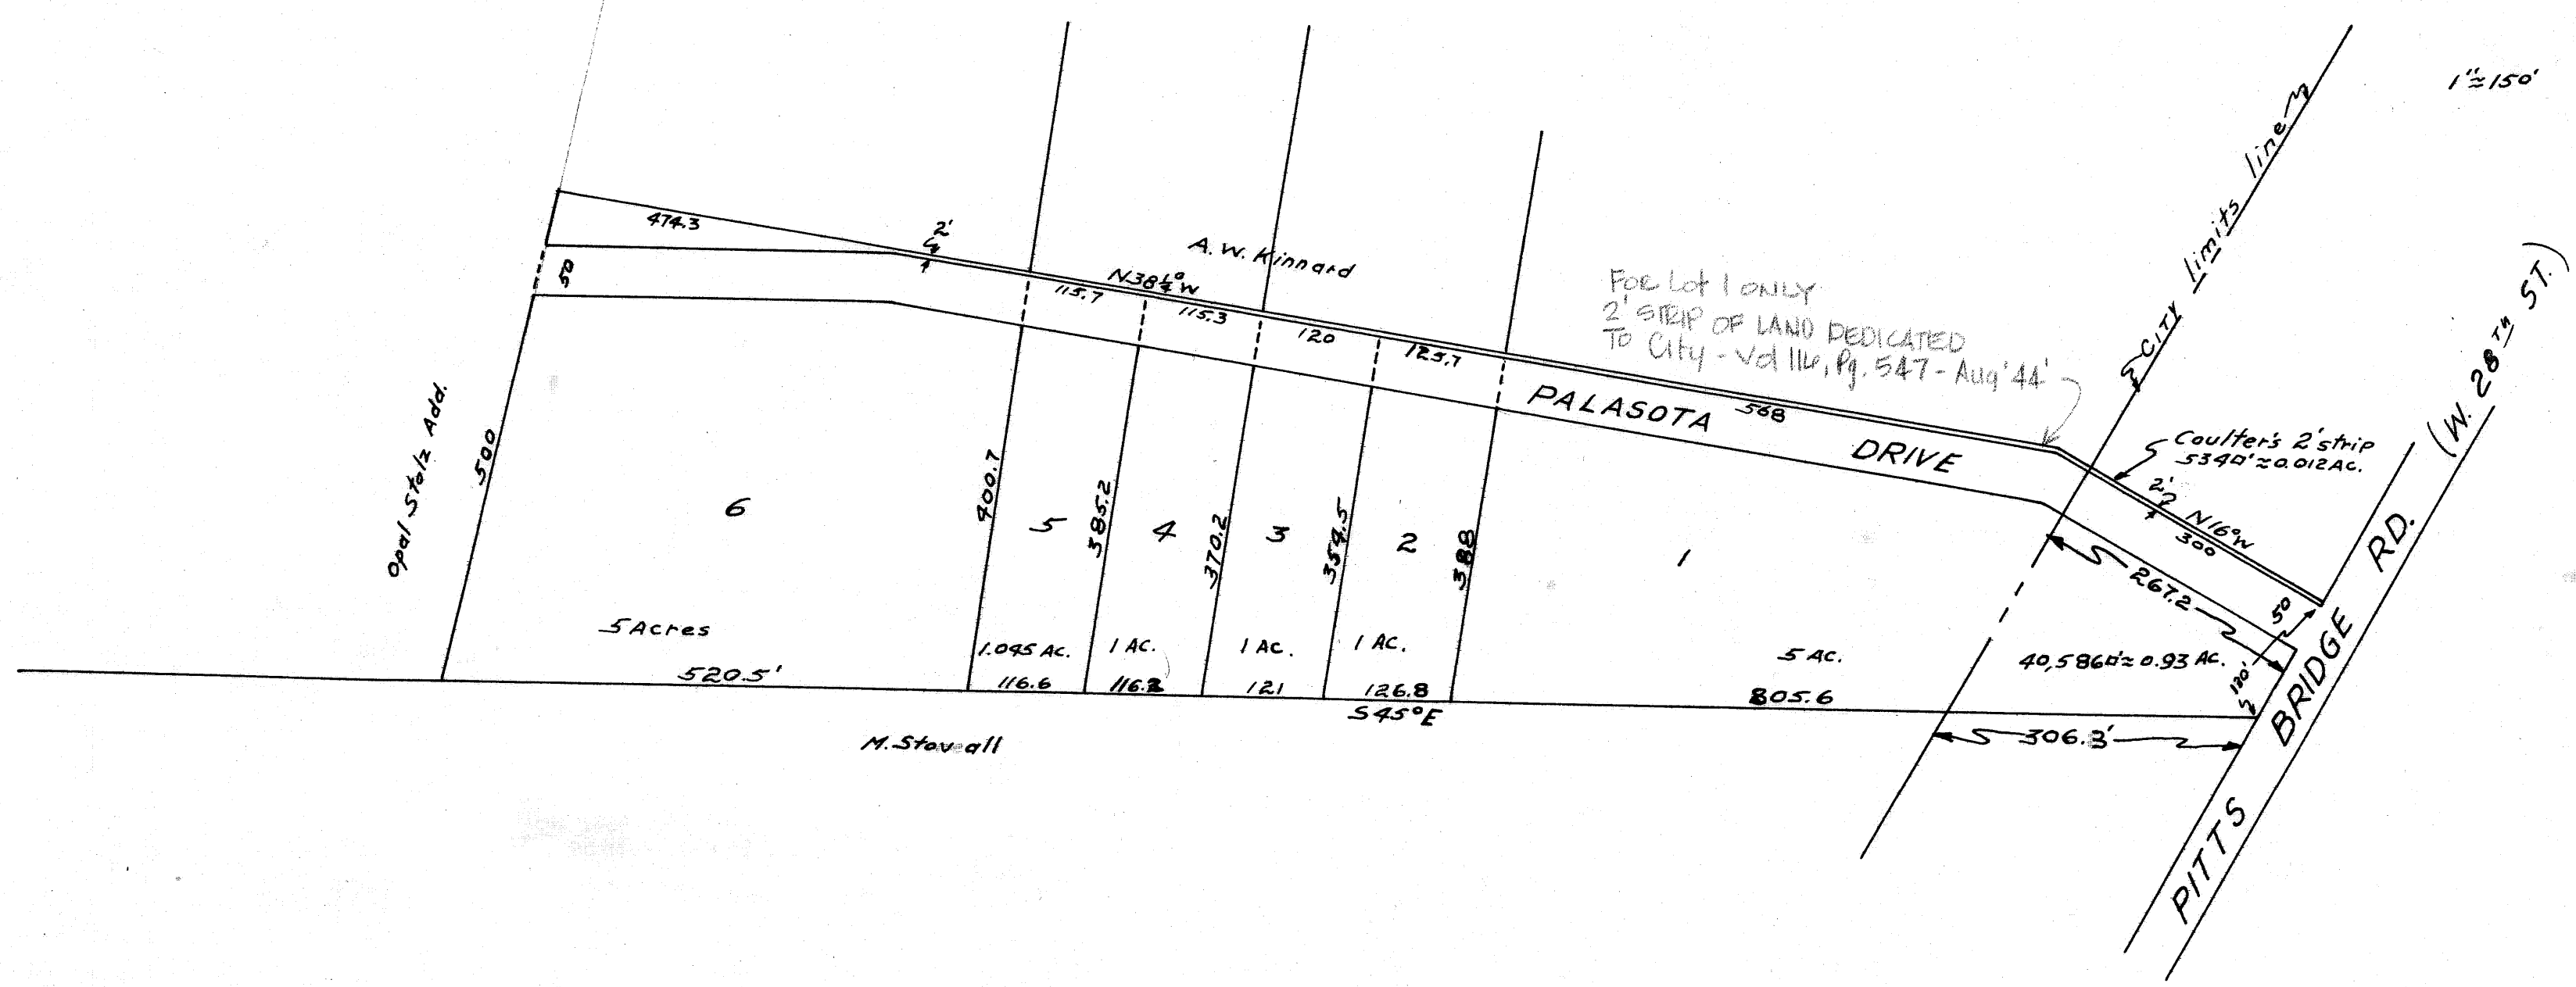 1"≈150'
CITY limits line
474.3
2'
A.W. Kinnard
N38¼°W
115.7
115.3
120
125.7
For Lot 1 ONLY
2' STRIP OF LAND DEDICATED
To City - Vol 116, Pg. 547 - Aug '44'
568
PALASOTA DRIVE
Coulter's 2' strip
534□' ≈ 0.012 AC.
2'
N16°W
300
(W. 28TH ST.)
PITTS BRIDGE RD.
50
Opal Stolz Add.
500
400.7
385.2
370.2
354.5
388
6
5
4
3
2
1
267.2
50
120'
5 Acres
1.095 AC.
1 AC.
1 AC.
1 AC.
5 AC.
40,586□' ≈ 0.93 AC.
520.5'
116.6
121
126.8
805.6
S45°E
306.3'
M. Stovall